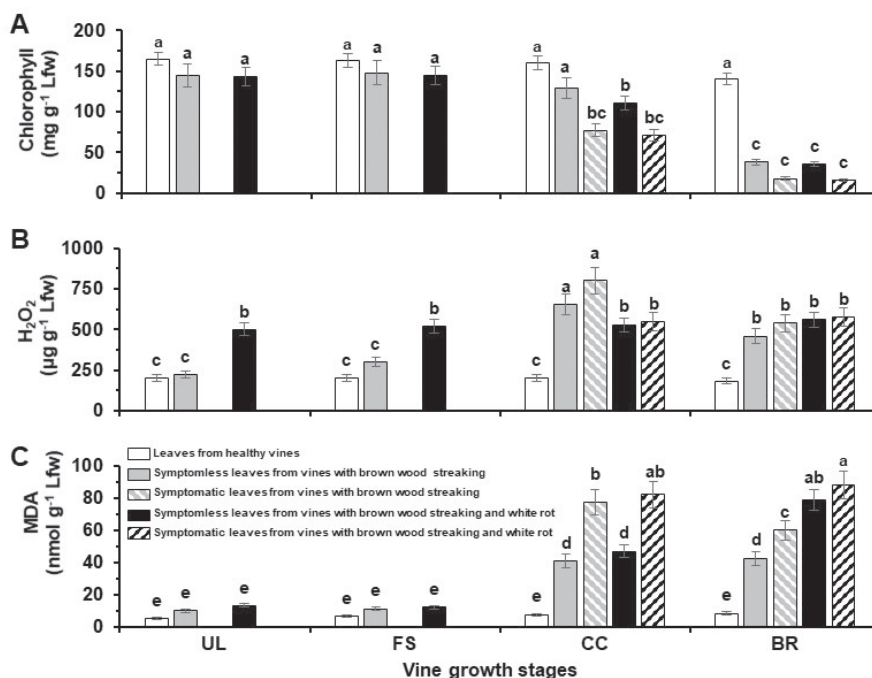 A
Chlorophyll
(mg g-1 Lfw)
200
150
100
50
0
a a a
a a a
a a bc b bc
a c c c c
B
H2O2
(µg g-1 Lfw)
1000
750
500
250
0
c c b
c c b
c a a b b
c b b b b
C
MDA
(nmol g-1 Lfw)
100
80
60
40
20
0
Leaves from healthy vines
Symptomless leaves from vines with brown wood streaking
Symptomatic leaves from vines with brown wood streaking
Symptomless leaves from vines with brown wood streaking and white rot
Symptomatic leaves from vines with brown wood streaking and white rot
e e e
e e e
e d b d ab
e d c ab a
UL FS CC BR
Vine growth stages